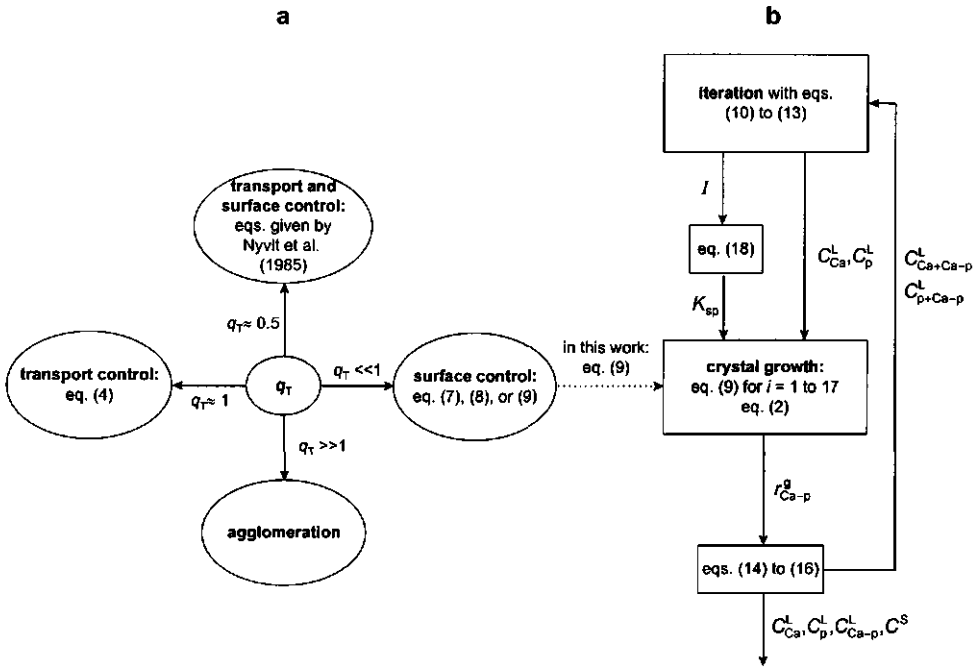 a
transport and
surface control:
eqs. given by
Nyvlt et al.
(1985)
q_T ≈ 0.5
transport control:
eq. (4)
q_T ≈ 1
q_T
q_T <<1
surface control:
eq. (7), (8), or (9)
q_T >>1
agglomeration
in this work:
eq. (9)
b
iteration with eqs.
(10) to (13)
I
eq. (18)
K_sp
C^L_Ca, C^L_p
C^L_Ca+Ca-p
C^L_p+Ca-p
crystal growth:
eq. (9) for i = 1 to 17
eq. (2)
r^g_Ca-p
eqs. (14) to (16)
C^L_Ca, C^L_p, C^L_Ca-p, C^S